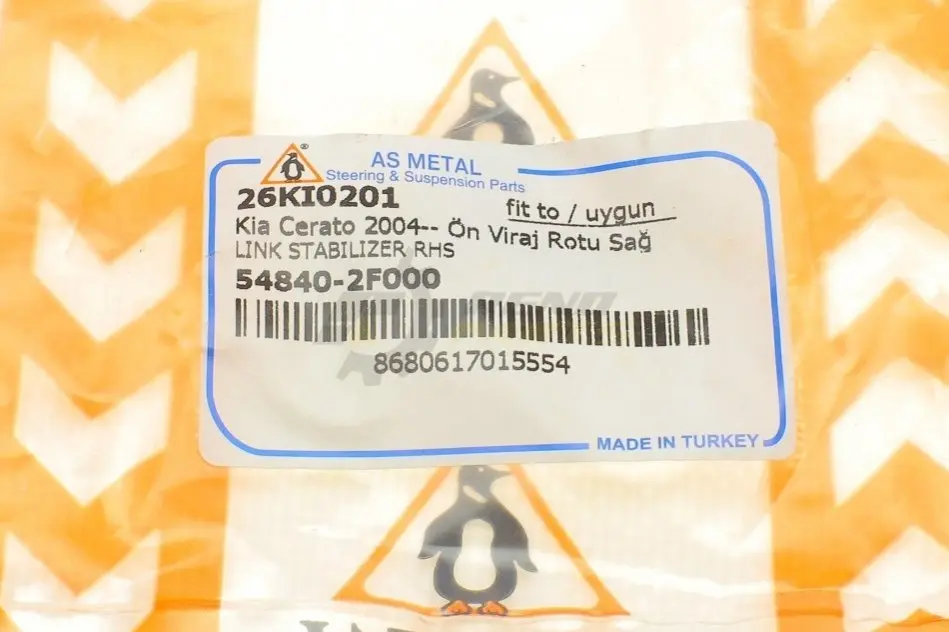 AS METAL
Steering & Suspension Parts
26KI0201
fit to / uygun
Kia Cerato 2004-- Ön Viraj Rotu Sağ
LINK STABILIZER RHS
54840-2F000
8680617015554
MADE IN TURKEY